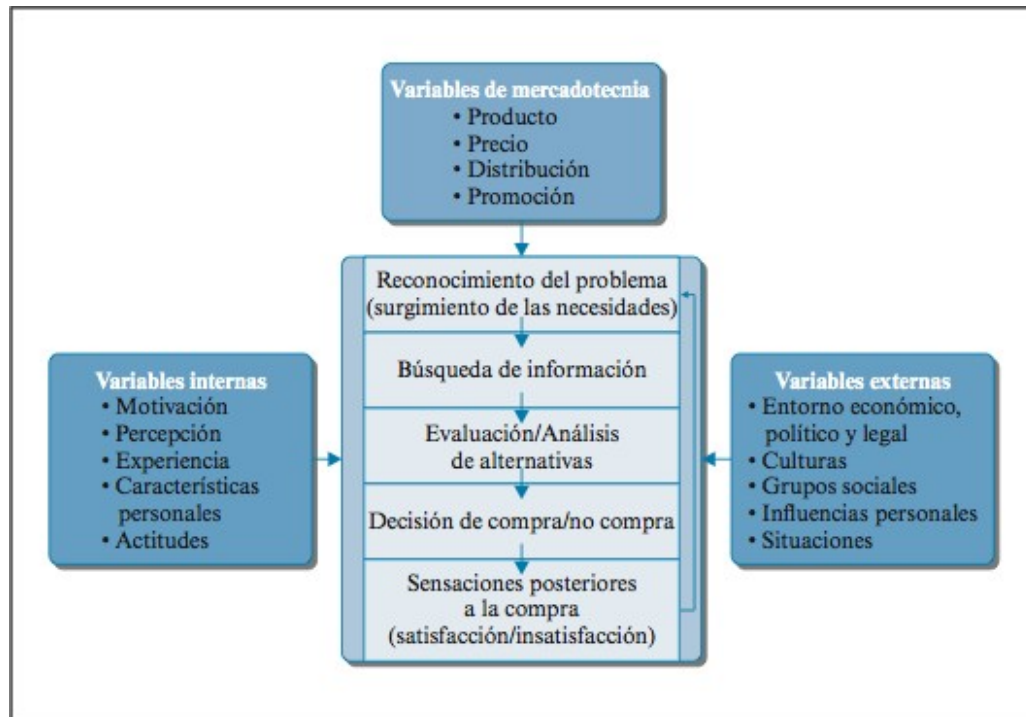 Variables de mercadotecnia
• Producto
• Precio
• Distribución
• Promoción
Reconocimiento del problema
(surgimiento de las necesidades)
Búsqueda de información
Evaluación/Análisis
de alternativas
Decisión de compra/no compra
Sensaciones posteriores
a la compra
(satisfacción/insatisfacción)
Variables internas
• Motivación
• Percepción
• Experiencia
• Características
personales
• Actitudes
Variables externas
• Entorno económico,
político y legal
• Culturas
• Grupos sociales
• Influencias personales
• Situaciones